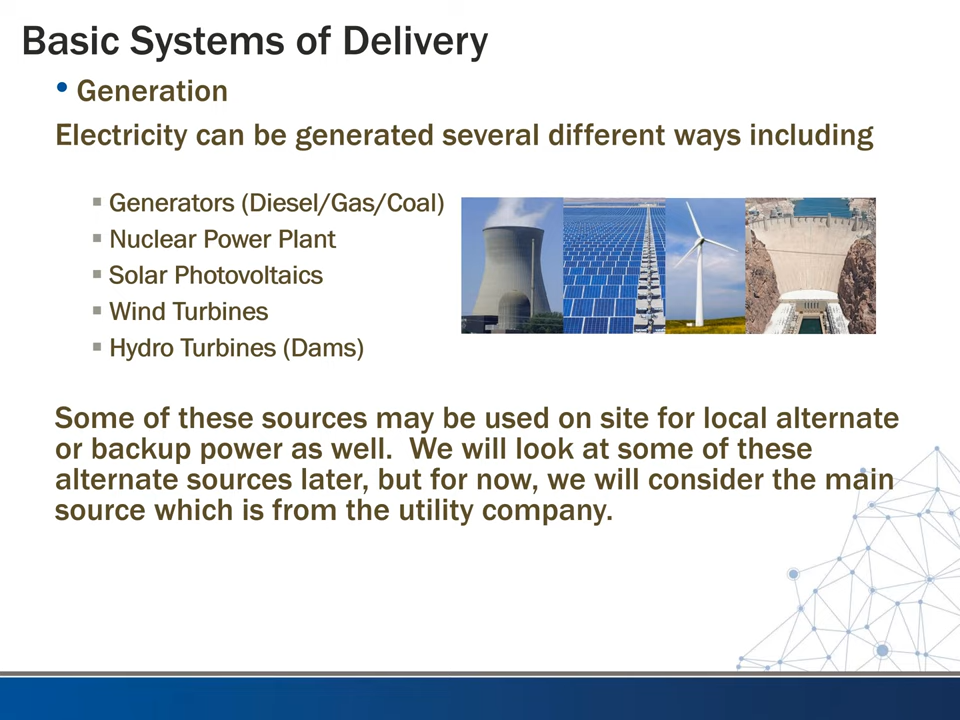 Basic Systems of Delivery
• Generation
Electricity can be generated several different ways including
▪ Generators (Diesel/Gas/Coal)
▪ Nuclear Power Plant
▪ Solar Photovoltaics
▪ Wind Turbines
▪ Hydro Turbines (Dams)
Some of these sources may be used on site for local alternate
or backup power as well.  We will look at some of these
alternate sources later, but for now, we will consider the main
source which is from the utility company.